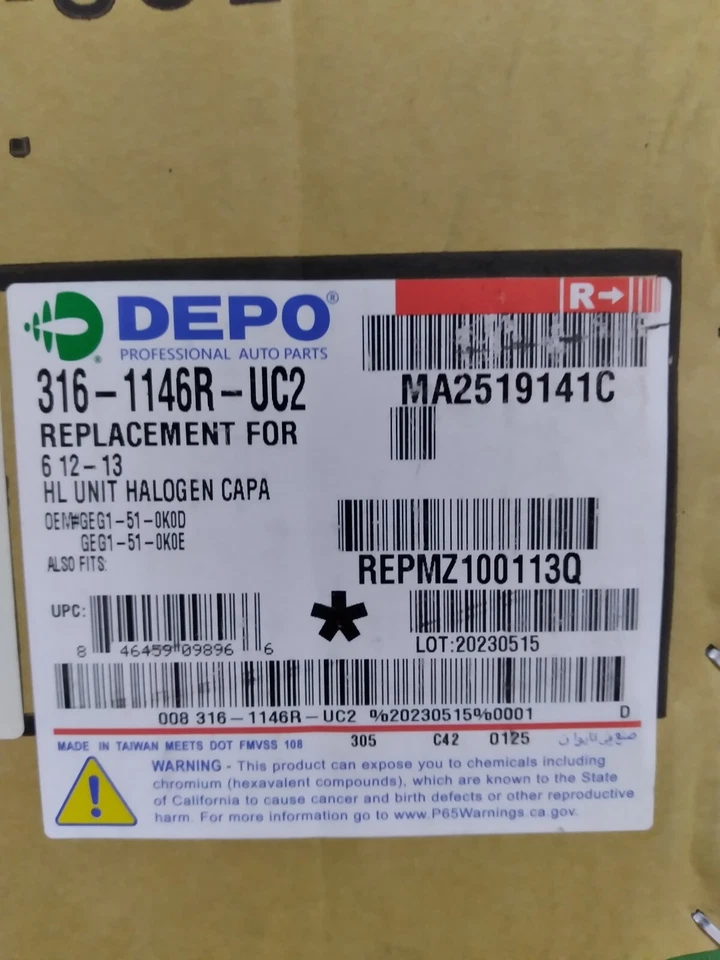 DEPO®
PROFESSIONAL AUTO PARTS
R→
316-1146R-UC2
MA2519141C
REPLACEMENT FOR
6 12-13
HL UNIT HALOGEN CAPA
OEM#GEG1-51-0K0D
GEG1-51-0K0E
ALSO FITS:
REPMZ100113Q
UPC:
8 46459 09896 6
*
LOT:20230515
008 316-1146R-UC2 %20230515%0001 D
MADE IN TAIWAN MEETS DOT FMVSS 108 305 C42 0125
WARNING - This product can expose you to chemicals including
chromium (hexavalent compounds), which are known to the State
of California to cause cancer and birth defects or other reproductive
harm. For more information go to www.P65Warnings.ca.gov.